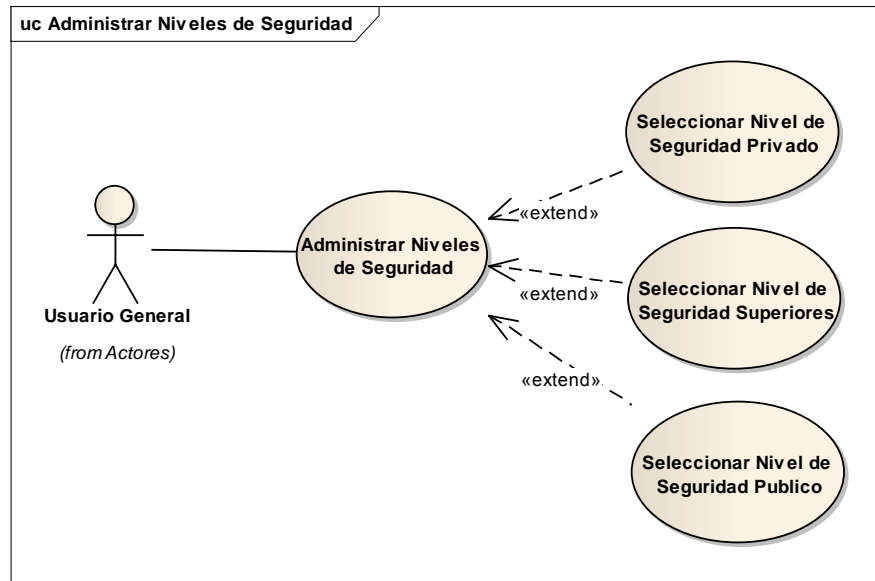 uc Administrar Niveles de Seguridad
Seleccionar Nivel de
Seguridad Privado
«extend»
Administrar Niveles
de Seguridad
Seleccionar Nivel de
Seguridad Superiores
«extend»
Usuario General
(from Actores)
«extend»
Seleccionar Nivel de
Seguridad Publico